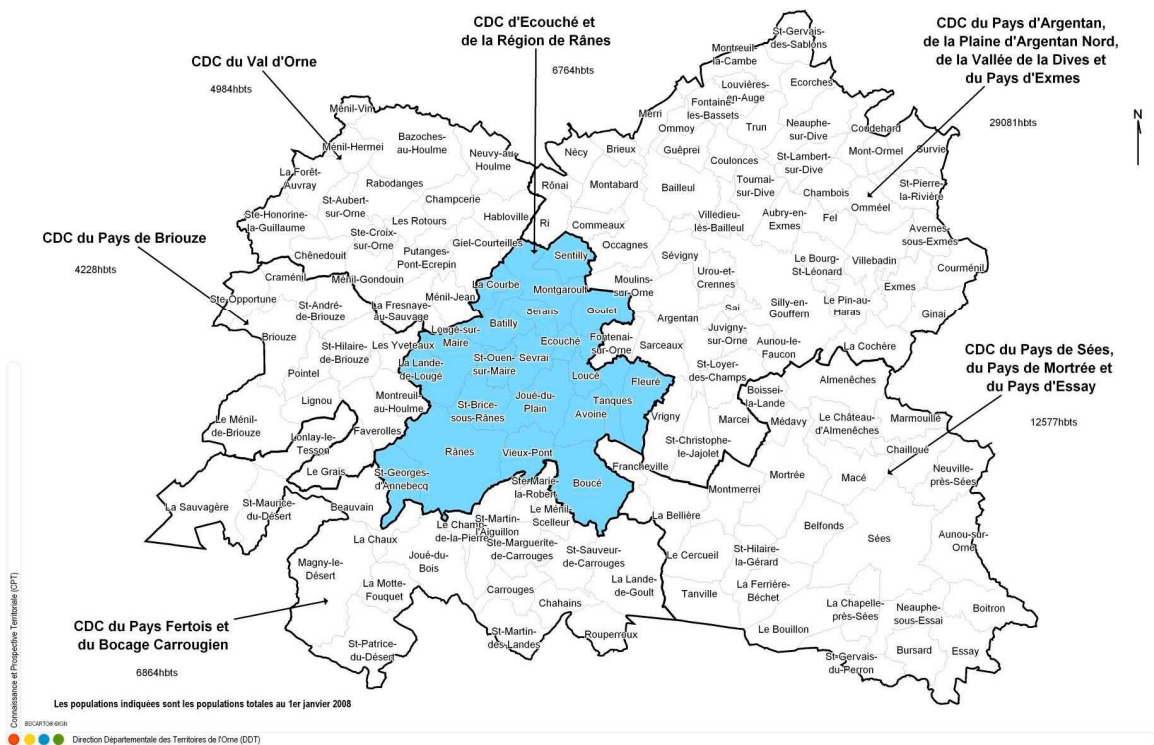 CDC d'Ecouché et
de la Région de Rânes
6764hbts
CDC du Pays d'Argentan,
de la Plaine d'Argentan Nord,
de la Vallée de la Dives et
du Pays d'Exmes
29081hbts
CDC du Val d'Orne
4984hbts
N
CDC du Pays de Briouze
4228hbts
CDC du Pays de Sées,
du Pays de Mortrée et
du Pays d'Essay
12577hbts
CDC du Pays Fertois et
du Bocage Carrougien
6864hbts
St-Gervais-
des-Sablons
Montreuil-
la-Cambe
Louvières-
en-Auge
Ecorches
Fontaine-
les-Bassets
Merri
Ommoy
Trun
Neauphe-
sur-Dive
Coudehard
Mont-Ormel
Survie
Nécy
Brieux
Guêprei
Coulonces
St-Lambert-
sur-Dive
Rônai
Montabard
Bailleul
Tournai-
sur-Dive
Chambois
St-Pierre-
la-Rivière
Omméel
Fel
Ri
Commeaux
Villedieu-
lès-Bailleul
Aubry-en-
Exmes
Avernes-
sous-Exmes
Occagnes
Sévigny
Le Bourg-
St-Léonard
Villebadin
Courménil
Moulins-
sur-Orne
Urou-et-
Crennes
Exmes
Sai
Silly-en-
Gouffern
Le Pin-au-
Haras
Ginai
Argentan
Juvigny-
sur-Orne
Aunou-le-
Faucon
La Cochère
Fontenai-
sur-Orne
Sarceaux
St-Loyer-
des-Champs
Vrigny
Marcei
St-Christophe-
le-Jajolet
Ménil-Vin
Ménil-Hermei
Bazoches-
au-Houlme
Neuvy-au-
Houlme
La Forêt-
Auvray
Rabodanges
St-Aubert-
sur-Orne
Champcerie
Ste-Honorine-
la-Guillaume
Les Rotours
Habloville
Ste-Croix-
sur-Orne
Giel-Courteilles
Chênedouit
Putanges-
Pont-Ecrepin
Ménil-Gondouin
Ménil-Jean
La Fresnaye-
au-Sauvage
Craménil
Ste-Opportune
St-André-
de-Briouze
Briouze
St-Hilaire-
de-Briouze
Les Yveteaux
Pointel
Lignou
Montreuil-
au-Houlme
Le Ménil-
de-Briouze
Lonlay-le-
Tesson
Faverolles
Le Grais
Sentilly
La Courbe
Montgaroult
Serans
Goulet
Batilly
Lougé-sur-
Maire
Ecouché
St-Ouen-
sur-Maire
Sevrai
La Lande-
de-Lougé
Loucé
Fleuré
Joué-du-
Plain
Tanques
St-Brice-
sous-Rânes
Avoine
Rânes
Vieux-Pont
St-Georges-
d'Annebecq
Boucé
La Sauvagère
St-Maurice-
du-Désert
Beauvain
Ste-Marie-
la-Robert
Le Ménil-
Scelleur
Le Champ-
de-la-Pierre
St-Martin-
l'Aiguillon
Ste-Marguerite-
de-Carrouges
La Chaux
Magny-le-
Désert
Joué-du-
Bois
St-Sauveur-
de-Carrouges
La Motte-
Fouquet
Carrouges
La Lande-
de-Goult
Chahains
St-Martin-
des-Landes
Rouperroux
St-Patrice-
du-Désert
Almenêches
Boissei-
la-Lande
Médavy
Le Château-
d'Almenêches
Marmouillé
Chailloué
Francheville
Montmerrei
Mortrée
Macé
Neuville-
près-Sées
La Bellière
Belfonds
Sées
Aunou-sur-
Orne
Le Cercueil
St-Hilaire-
la-Gérard
Tanville
La Ferrière-
Béchet
La Chapelle-
près-Sées
Neauphe-
sous-Essai
Boitron
Le Bouillon
Bursard
Essay
St-Gervais-
du-Perron
Connaissance et Prospective Territoriale (CPT)
Les populations indiquées sont les populations totales au 1er janvier 2008
BDCARTO®©IGN
Direction Départementale des Territoires de l'Orne (DDT)